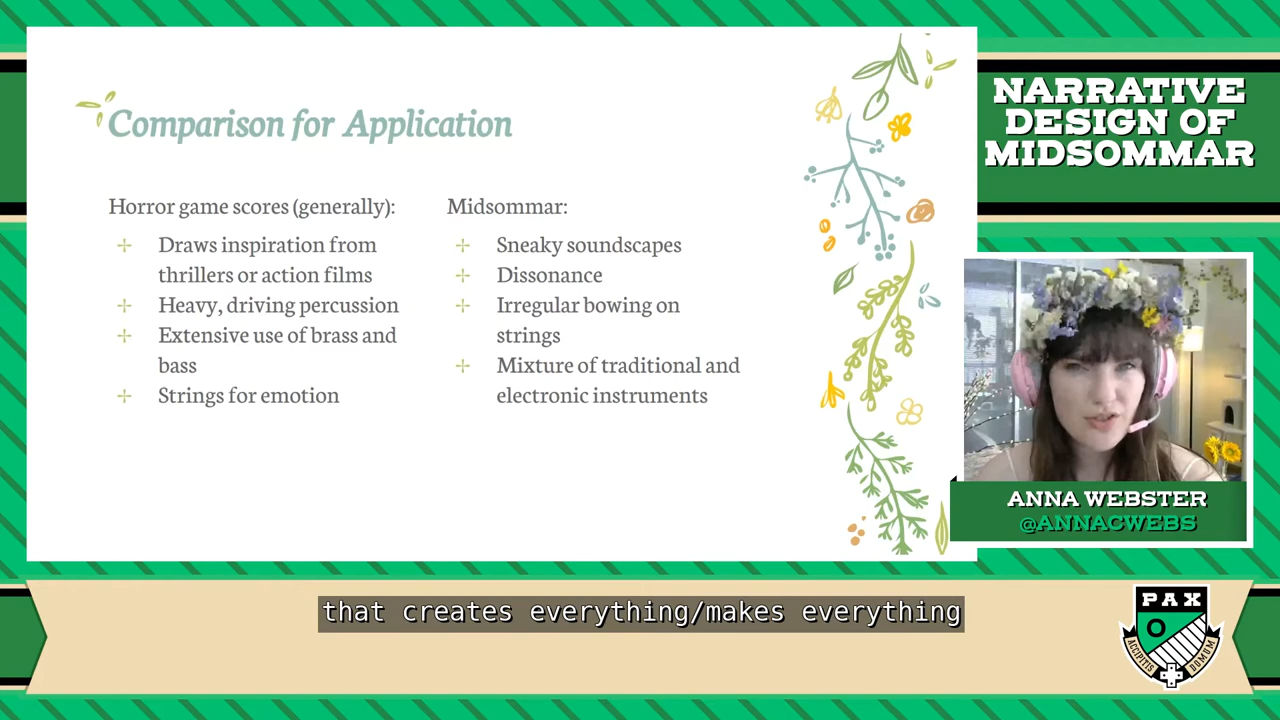 Comparison for Application
Horror game scores (generally):
Draws inspiration from
thrillers or action films
Heavy, driving percussion
Extensive use of brass and
bass
Strings for emotion
Midsommar:
Sneaky soundscapes
Dissonance
Irregular bowing on
strings
Mixture of traditional and
electronic instruments
NARRATIVE
DESIGN OF
MIDSOMMAR
ANNA WEBSTER
@ANNACWEBS
that creates everything/makes everything
PAX
O
ACCIPITIS
DOMUM